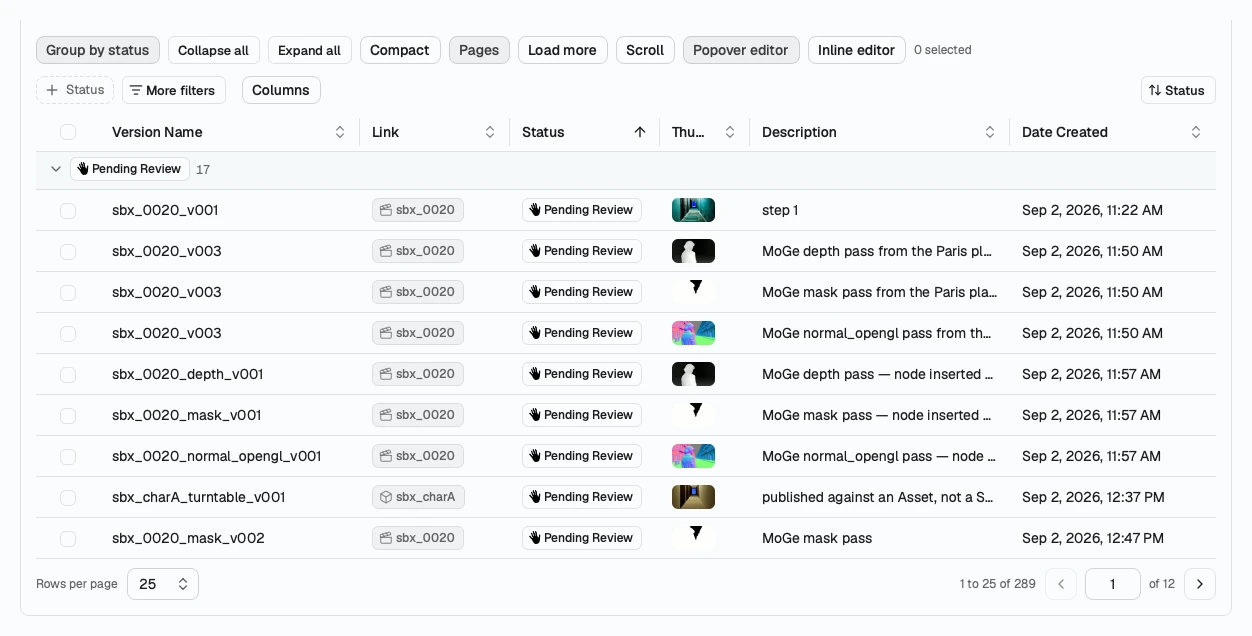 Group by status Collapse all Expand all Compact Pages Load more Scroll Popover editor Inline editor 0 selected
+ Status More filters Columns Status
Version Name Link Status Thu... Description Date Created
Pending Review 17
sbx_0020_v001 sbx_0020 Pending Review step 1 Sep 2, 2026, 11:22 AM
sbx_0020_v003 sbx_0020 Pending Review MoGe depth pass from the Paris pl... Sep 2, 2026, 11:50 AM
sbx_0020_v003 sbx_0020 Pending Review MoGe mask pass from the Paris pla... Sep 2, 2026, 11:50 AM
sbx_0020_v003 sbx_0020 Pending Review MoGe normal_opengl pass from th... Sep 2, 2026, 11:50 AM
sbx_0020_depth_v001 sbx_0020 Pending Review MoGe depth pass — node inserted ... Sep 2, 2026, 11:57 AM
sbx_0020_mask_v001 sbx_0020 Pending Review MoGe mask pass — node inserted ... Sep 2, 2026, 11:57 AM
sbx_0020_normal_opengl_v001 sbx_0020 Pending Review MoGe normal_opengl pass — node ... Sep 2, 2026, 11:57 AM
sbx_charA_turntable_v001 sbx_charA Pending Review published against an Asset, not a S... Sep 2, 2026, 12:37 PM
sbx_0020_mask_v002 sbx_0020 Pending Review MoGe mask pass Sep 2, 2026, 12:47 PM
Rows per page 25 1 to 25 of 289 1 of 12